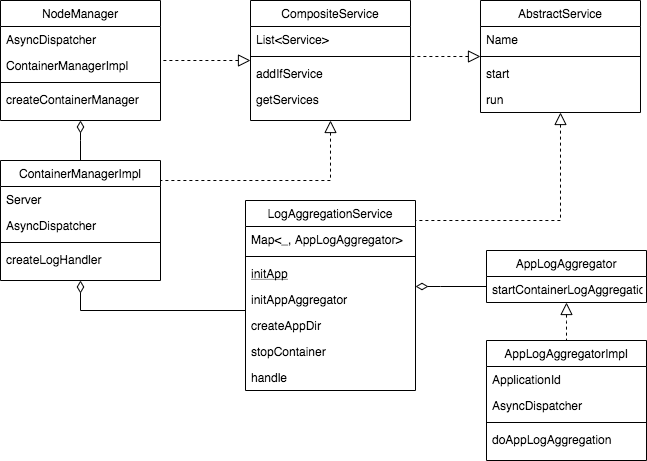 NodeManager
AsyncDispatcher
ContainerManagerImpl
createContainerManager
CompositeService
List<Service>
addIfService
getServices
AbstractService
Name
start
run
ContainerManagerImpl
Server
AsyncDispatcher
createLogHandler
LogAggregationService
Map<_, AppLogAggregator>
initApp
initAppAggregator
createAppDir
stopContainer
handle
AppLogAggregator
startContainerLogAggregatic
AppLogAggregatorImpl
ApplicationId
AsyncDispatcher
doAppLogAggregation